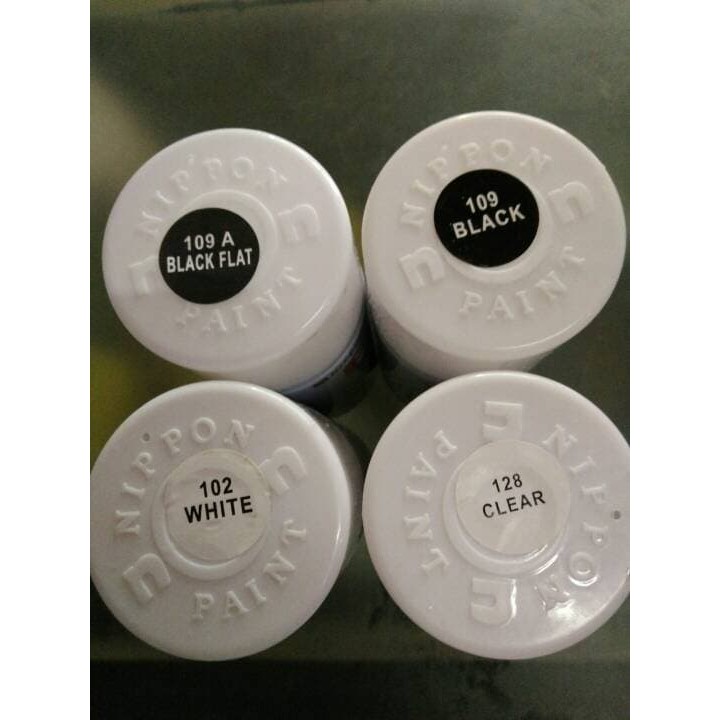 NIPPON
109 A
BLACK FLAT
PAINT
NIPPON
109
BLACK
PAINT
NIPPON
102
WHITE
PAINT
NIPPON
128
CLEAR
PAINT